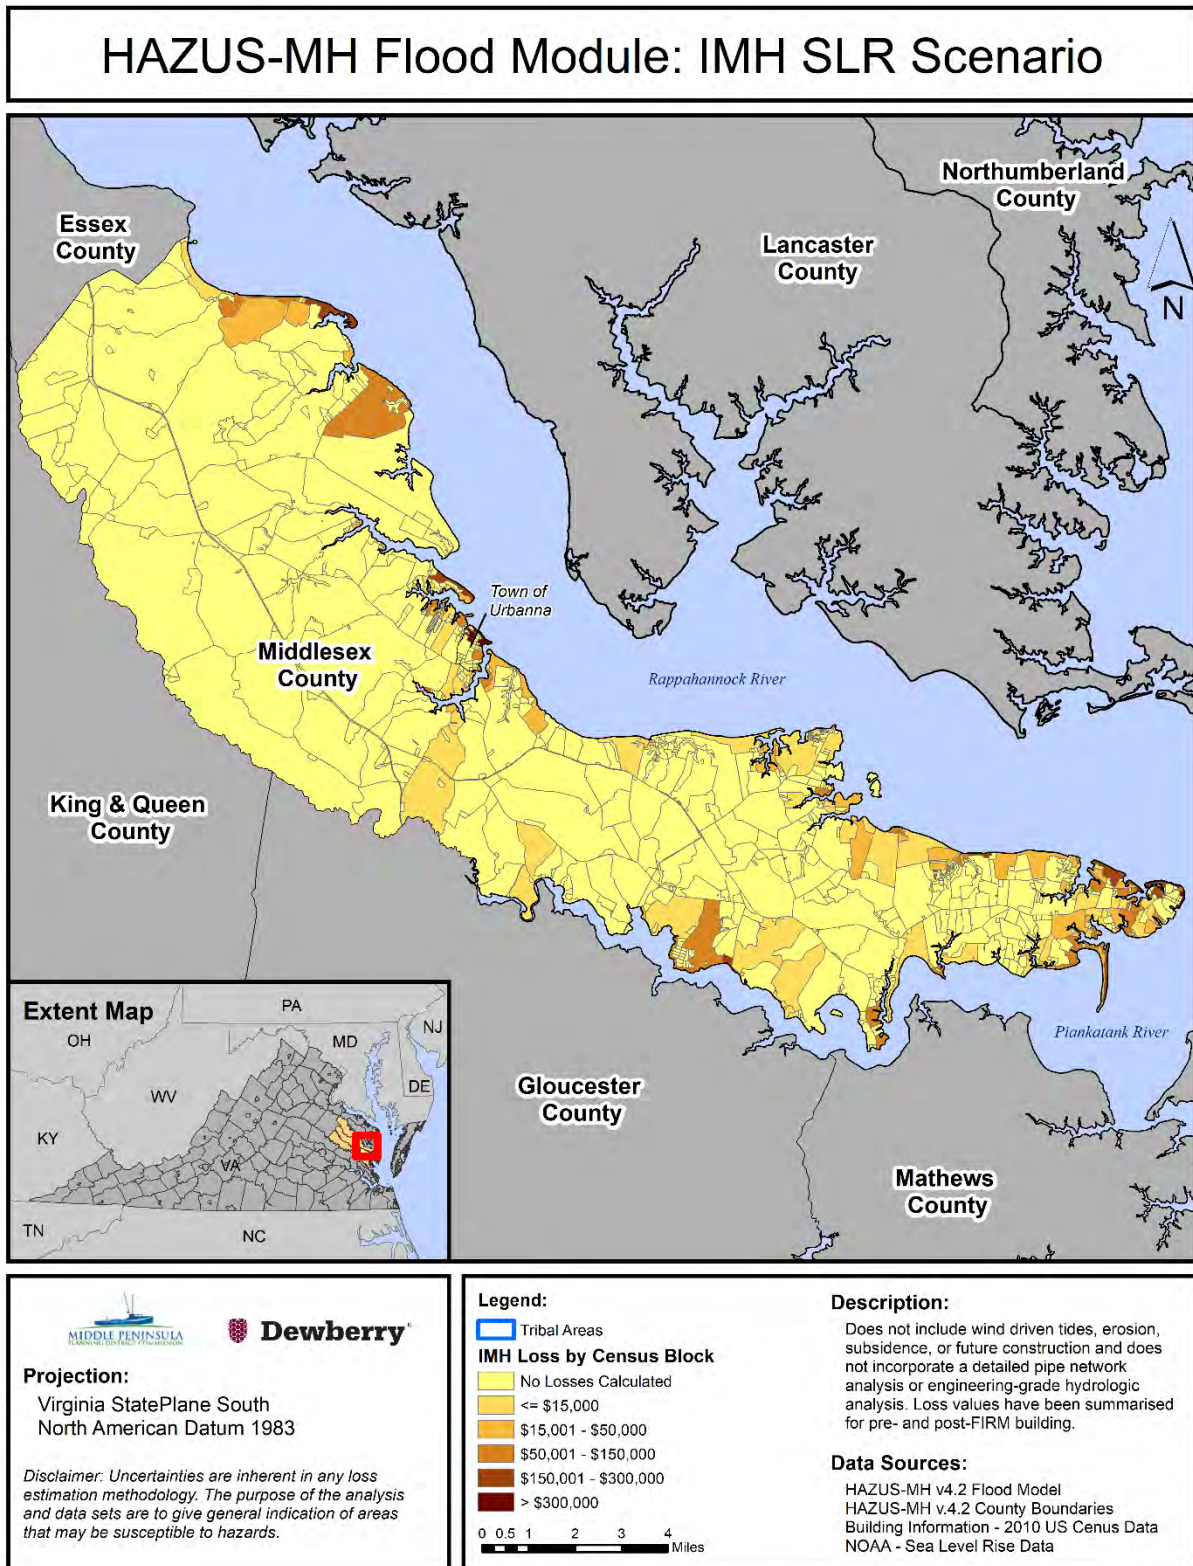 HAZUS-MH Flood Module: IMH SLR Scenario
Northumberland
County
Essex
County
Lancaster
County
N
Town of
Urbanna
Middlesex
County
Rappahannock River
King & Queen
County
Piankatank River
Gloucester
County
Mathews
County
Extent Map
PA
OH
NJ
MD
DE
WV
KY
VA
TN
NC
MIDDLE PENINSULA
PLANNING DISTRICT COMMISSION
Dewberry
Projection:
Virginia StatePlane South
North American Datum 1983
Disclaimer: Uncertainties are inherent in any loss
estimation methodology. The purpose of the analysis
and data sets are to give general indication of areas
that may be susceptible to hazards.
Legend:
Tribal Areas
IMH Loss by Census Block
No Losses Calculated
<= $15,000
$15,001 - $50,000
$50,001 - $150,000
$150,001 - $300,000
> $300,000
0 0.5 1 2 3 4
Miles
Description:
Does not include wind driven tides, erosion,
subsidence, or future construction and does
not incorporate a detailed pipe network
analysis or engineering-grade hydrologic
analysis. Loss values have been summarised
for pre- and post-FIRM building.
Data Sources:
HAZUS-MH v4.2 Flood Model
HAZUS-MH v.4.2 County Boundaries
Building Information - 2010 US Cenus Data
NOAA - Sea Level Rise Data